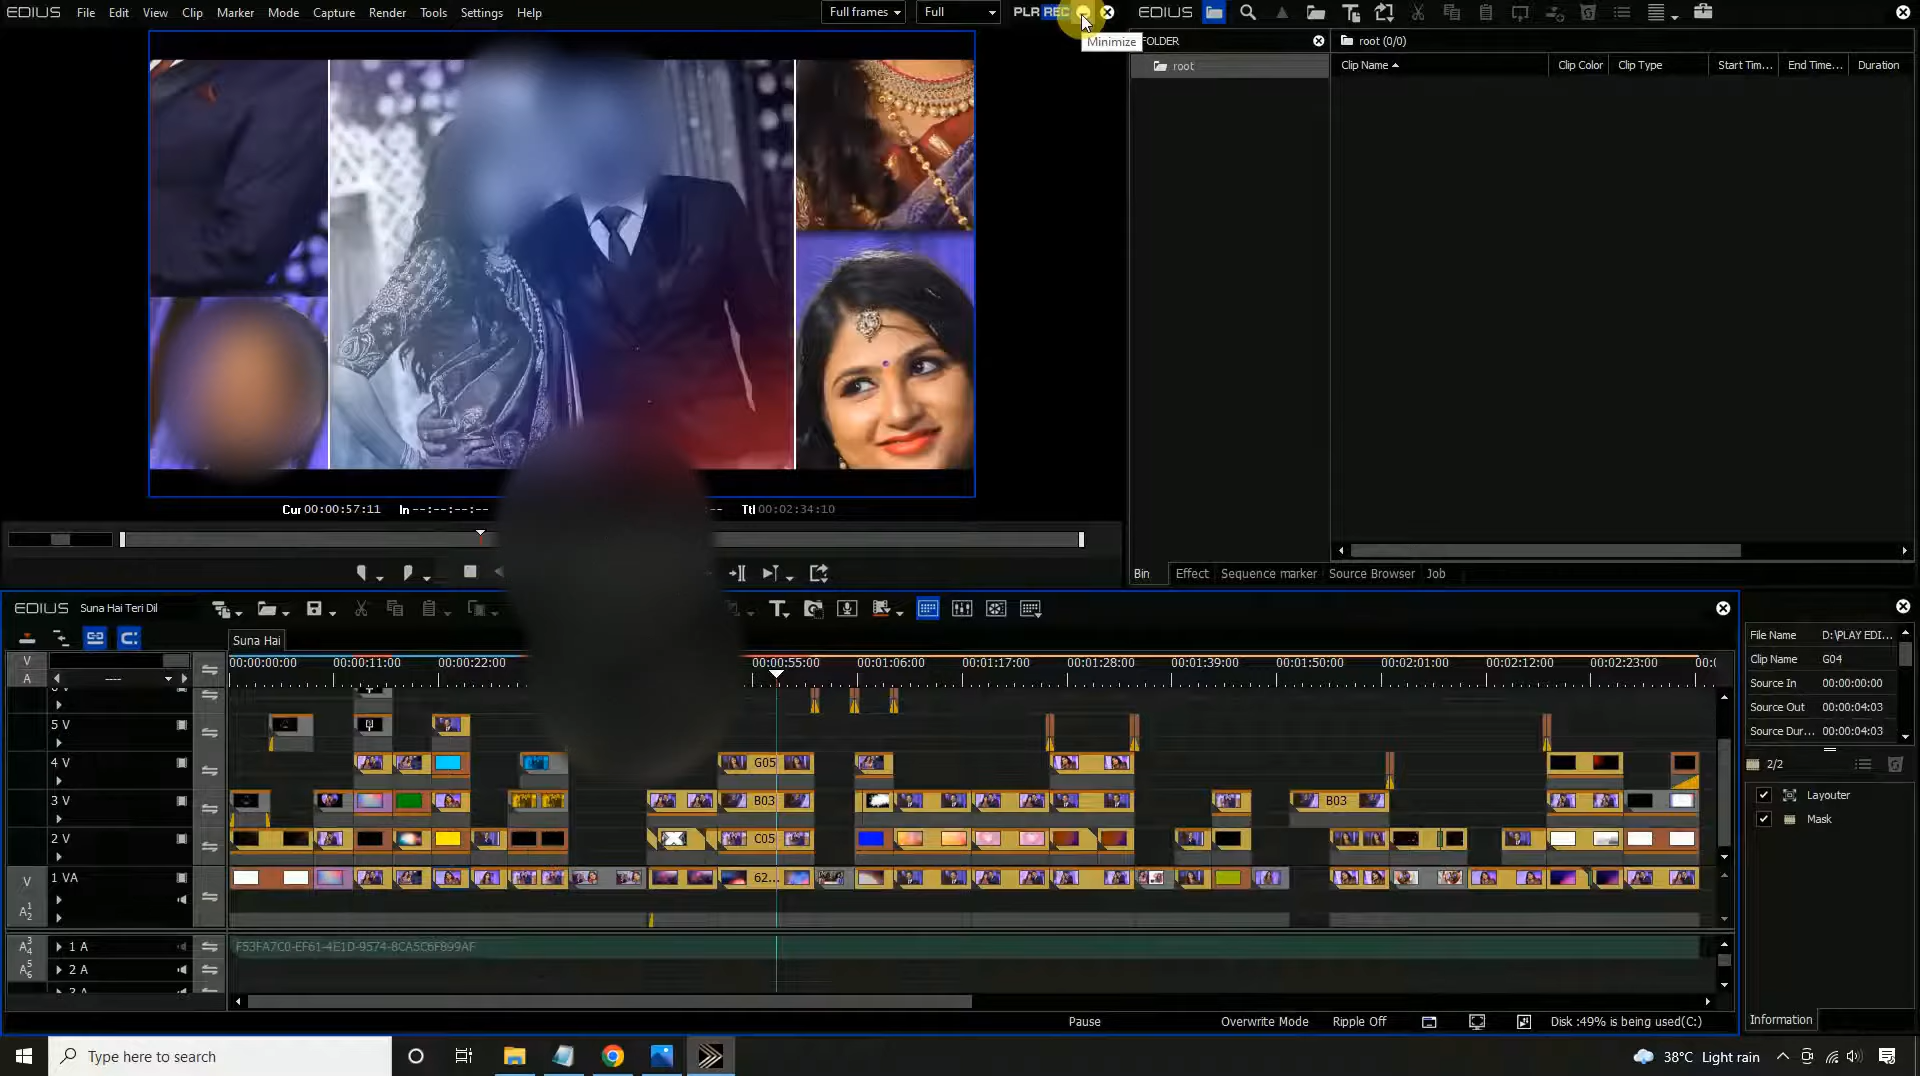 EDIUS File Edit View Clip Marker Mode Capture Render Tools Settings Help Full frames Full PLR REC EDIUS
Minimize
FOLDER root (0/0)
root Clip Name Clip Color Clip Type Start Tim... End Time... Duration
Cur 00:00:57:11 In --:--:--:-- Ttl 00:02:34:10
Bin Effect Sequence marker Source Browser Job
EDIUS Suna Hai Teri Dil
Suna Hai
00:00:00:00 00:00:11:00 00:00:22:00 00:00:55:00 00:01:06:00 00:01:17:00 00:01:28:00 00:01:39:00 00:01:50:00 00:02:01:00 00:02:12:00 00:02:23:00
V
A ----
5 V
4 V G05
3 V B03 B03
2 V C05
V 1 VA 62...
A 1 2
A 3 4 1 A F53FA7C0-EF61-4E1D-9574-8CA5C6F899AF
A 5 6 2 A
3 A
Pause Overwrite Mode Ripple Off Disk :49% is being used(C:)
File Name D:\PLAY EDI...
Clip Name G04
Source In 00:00:00:00
Source Out 00:00:04:03
Source Dur... 00:00:04:03
2/2
Layouter
Mask
Information
Type here to search 38°C Light rain